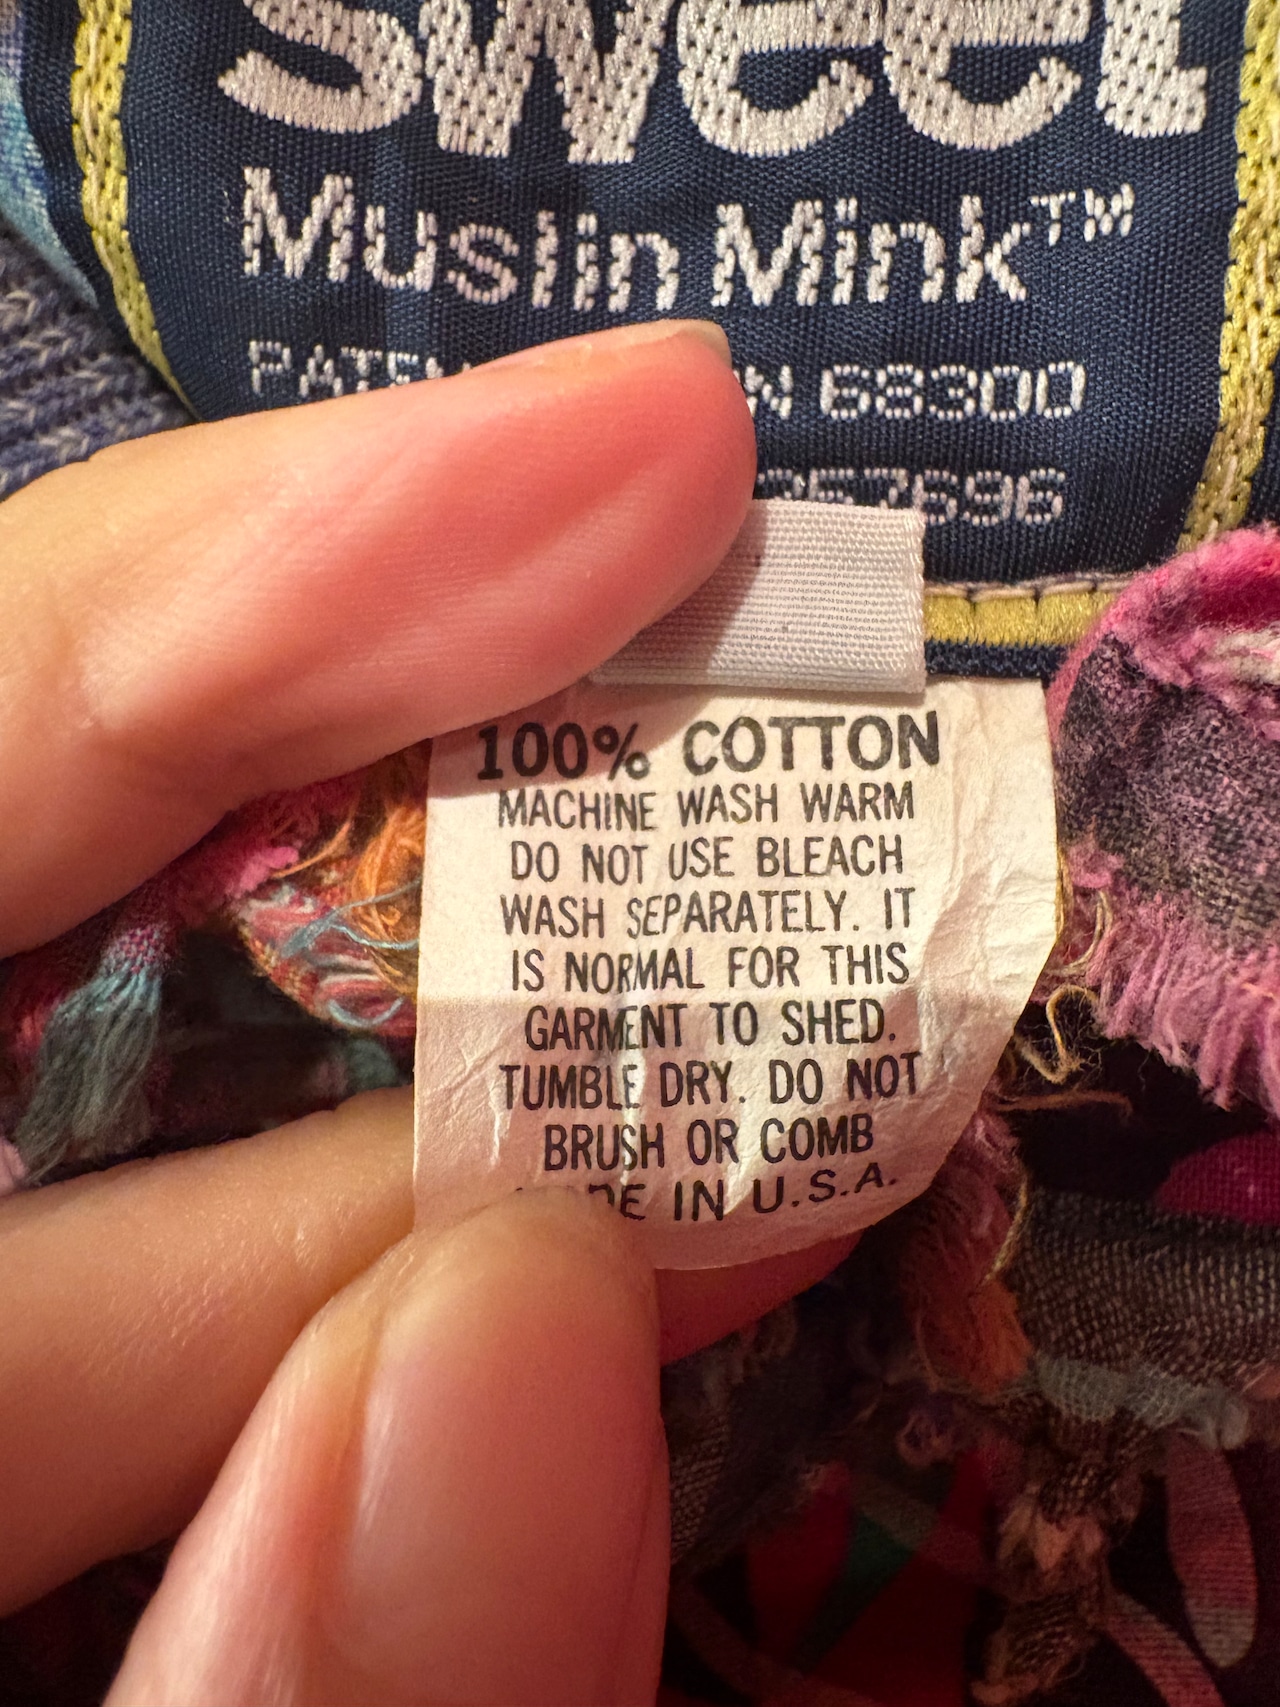 sweet
Muslin Mink™
68300
100% COTTON
MACHINE WASH WARM
DO NOT USE BLEACH
WASH SEPARATELY. IT
IS NORMAL FOR THIS
GARMENT TO SHED.
TUMBLE DRY. DO NOT
BRUSH OR COMB
IN U.S.A.